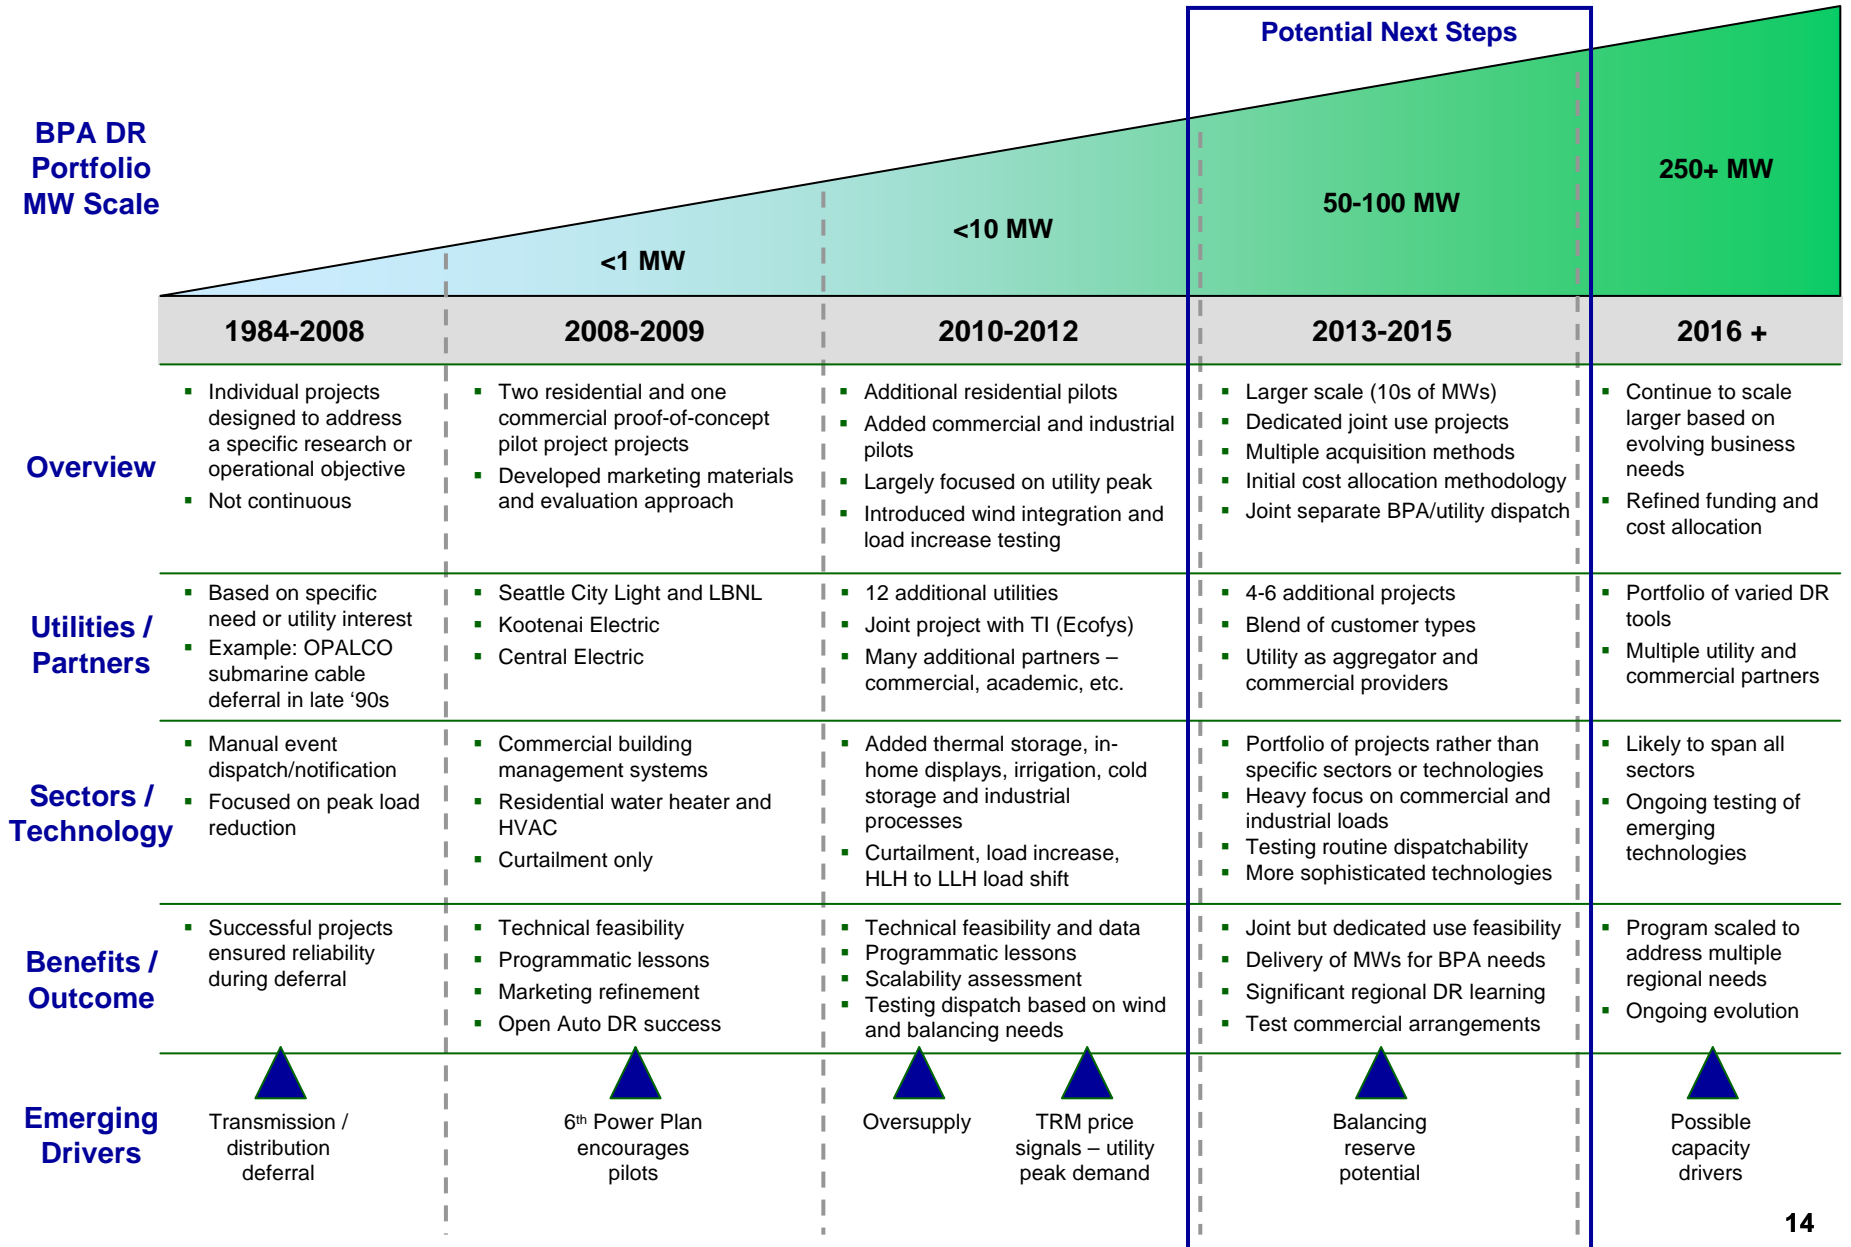 Potential Next Steps
BPA DR
Portfolio
MW Scale
<1 MW
<10 MW
50-100 MW
250+ MW
1984-2008
2008-2009
2010-2012
2013-2015
2016 +
Overview
▪ Individual projects
designed to address
a specific research or
operational objective
▪ Not continuous
▪ Two residential and one
commercial proof-of-concept
pilot project projects
▪ Developed marketing materials
and evaluation approach
▪ Additional residential pilots
▪ Added commercial and industrial
pilots
▪ Largely focused on utility peak
▪ Introduced wind integration and
load increase testing
▪ Larger scale (10s of MWs)
▪ Dedicated joint use projects
▪ Multiple acquisition methods
▪ Initial cost allocation methodology
▪ Joint separate BPA/utility dispatch
▪ Continue to scale
larger based on
evolving business
needs
▪ Refined funding and
cost allocation
Utilities /
Partners
▪ Based on specific
need or utility interest
▪ Example: OPALCO
submarine cable
deferral in late ‘90s
▪ Seattle City Light and LBNL
▪ Kootenai Electric
▪ Central Electric
▪ 12 additional utilities
▪ Joint project with TI (Ecofys)
▪ Many additional partners –
commercial, academic, etc.
▪ 4-6 additional projects
▪ Blend of customer types
▪ Utility as aggregator and
commercial providers
▪ Portfolio of varied DR
tools
▪ Multiple utility and
commercial partners
Sectors /
Technology
▪ Manual event
dispatch/notification
▪ Focused on peak load
reduction
▪ Commercial building
management systems
▪ Residential water heater and
HVAC
▪ Curtailment only
▪ Added thermal storage, in-
home displays, irrigation, cold
storage and industrial
processes
▪ Curtailment, load increase,
HLH to LLH load shift
▪ Portfolio of projects rather than
specific sectors or technologies
▪ Heavy focus on commercial and
industrial loads
▪ Testing routine dispatchability
▪ More sophisticated technologies
▪ Likely to span all
sectors
▪ Ongoing testing of
emerging
technologies
Benefits /
Outcome
▪ Successful projects
ensured reliability
during deferral
▪ Technical feasibility
▪ Programmatic lessons
▪ Marketing refinement
▪ Open Auto DR success
▪ Technical feasibility and data
▪ Programmatic lessons
▪ Scalability assessment
▪ Testing dispatch based on wind
and balancing needs
▪ Joint but dedicated use feasibility
▪ Delivery of MWs for BPA needs
▪ Significant regional DR learning
▪ Test commercial arrangements
▪ Program scaled to
address multiple
regional needs
▪ Ongoing evolution
Emerging
Drivers
Transmission /
distribution
deferral
6th Power Plan
encourages
pilots
Oversupply
TRM price
signals – utility
peak demand
Balancing
reserve
potential
Possible
capacity
drivers
14